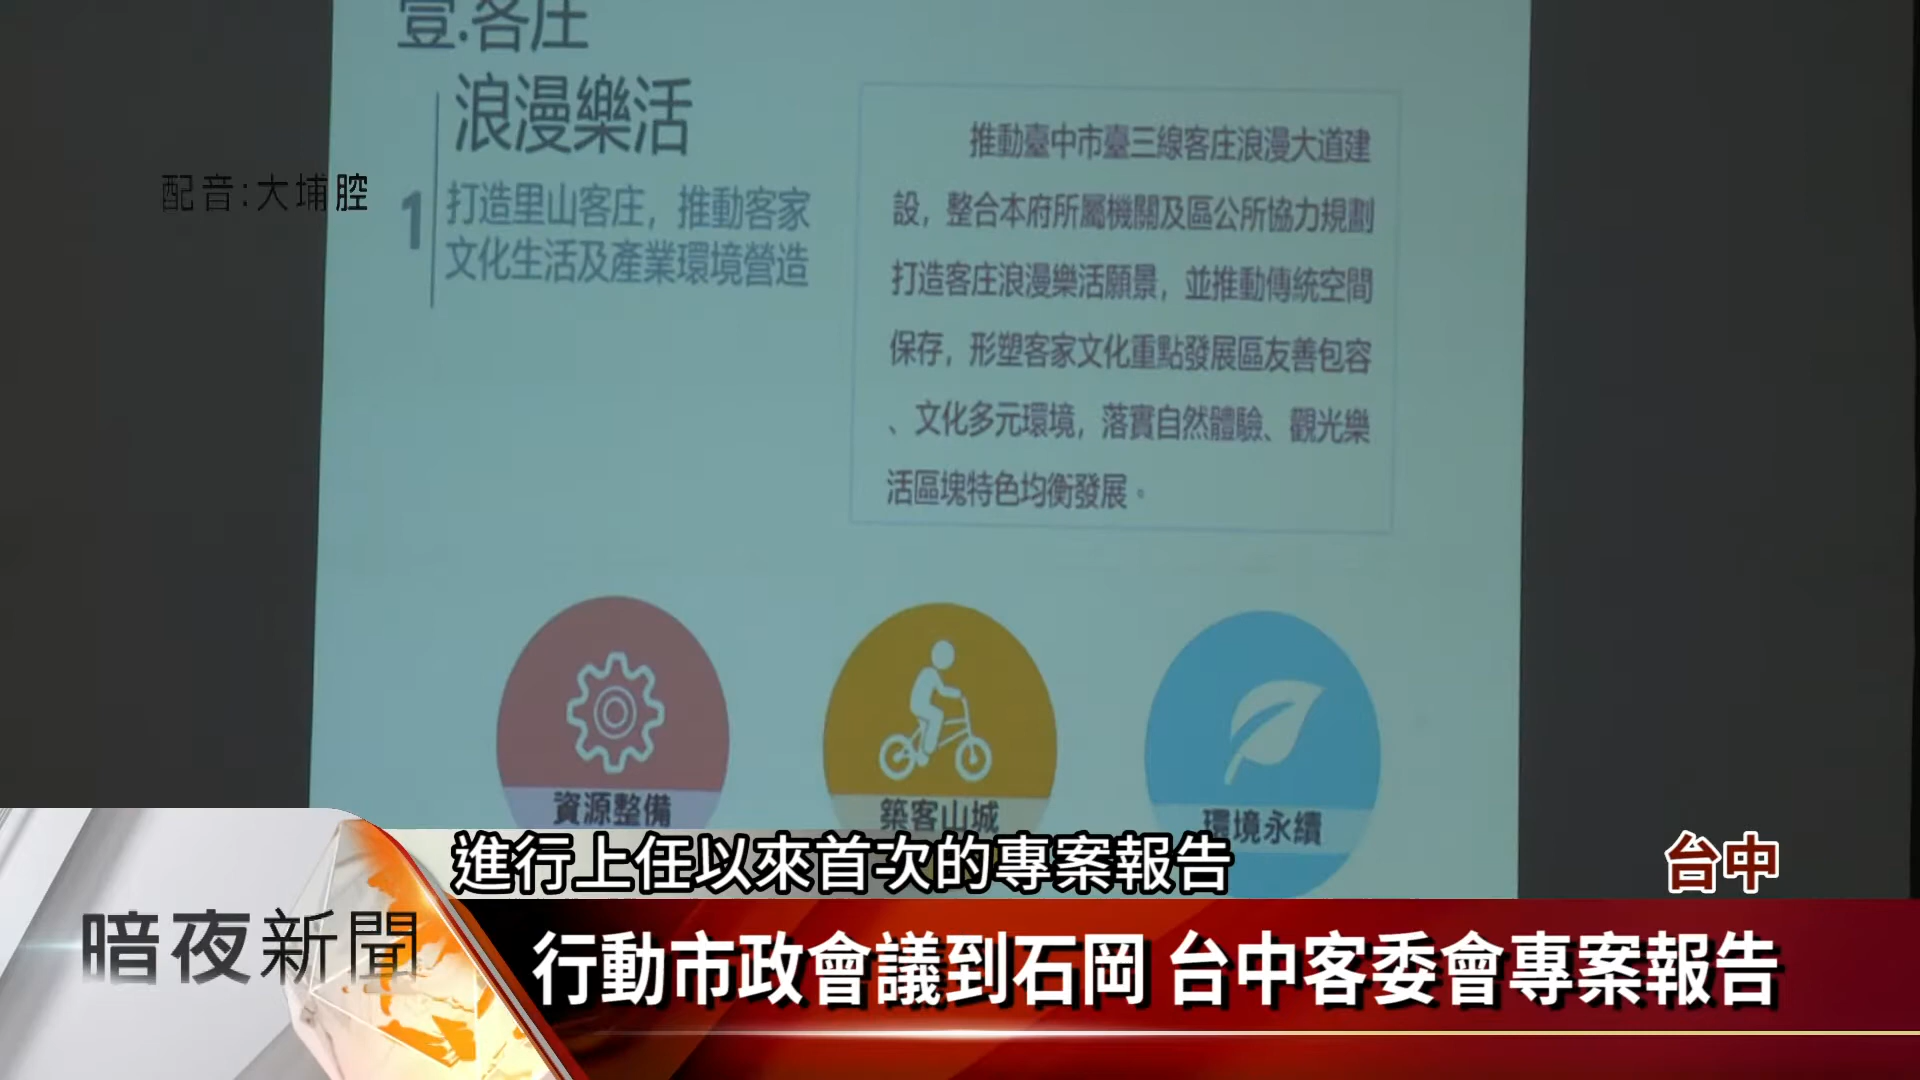 壹.客庄
浪漫樂活
配音:大埔腔
1
打造里山客庄，推動客家
文化生活及產業環境營造
推動臺中市臺三線客庄浪漫大道建
設，整合本府所屬機關及區公所協力規劃
打造客庄浪漫樂活願景，並推動傳統空間
保存，形塑客家文化重點發展區友善包容
、文化多元環境，落實自然體驗、觀光樂
活區塊特色均衡發展。
資源整備
築客山城
環境永續
進行上任以來首次的專案報告
台中
暗夜新聞
行動市政會議到石岡 台中客委會專案報告